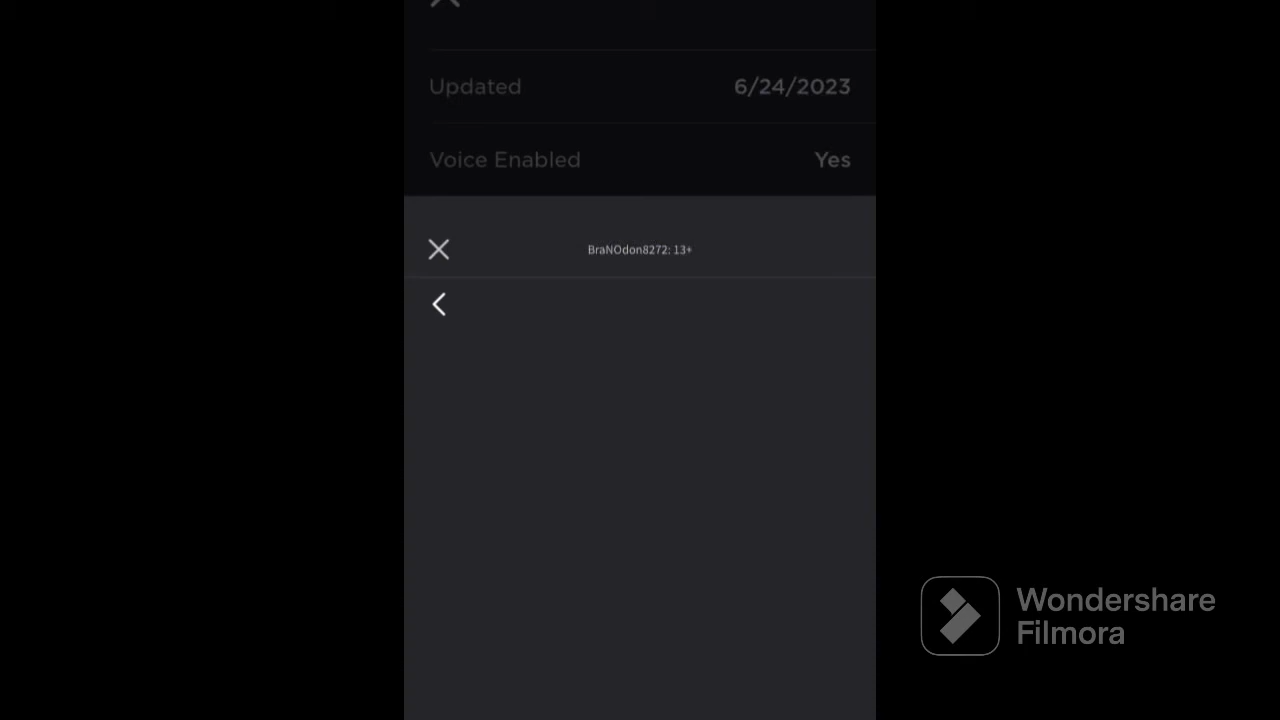 Updated 6/24/2023
Voice Enabled Yes
BraNOdon8272: 13+
Wondershare
Filmora